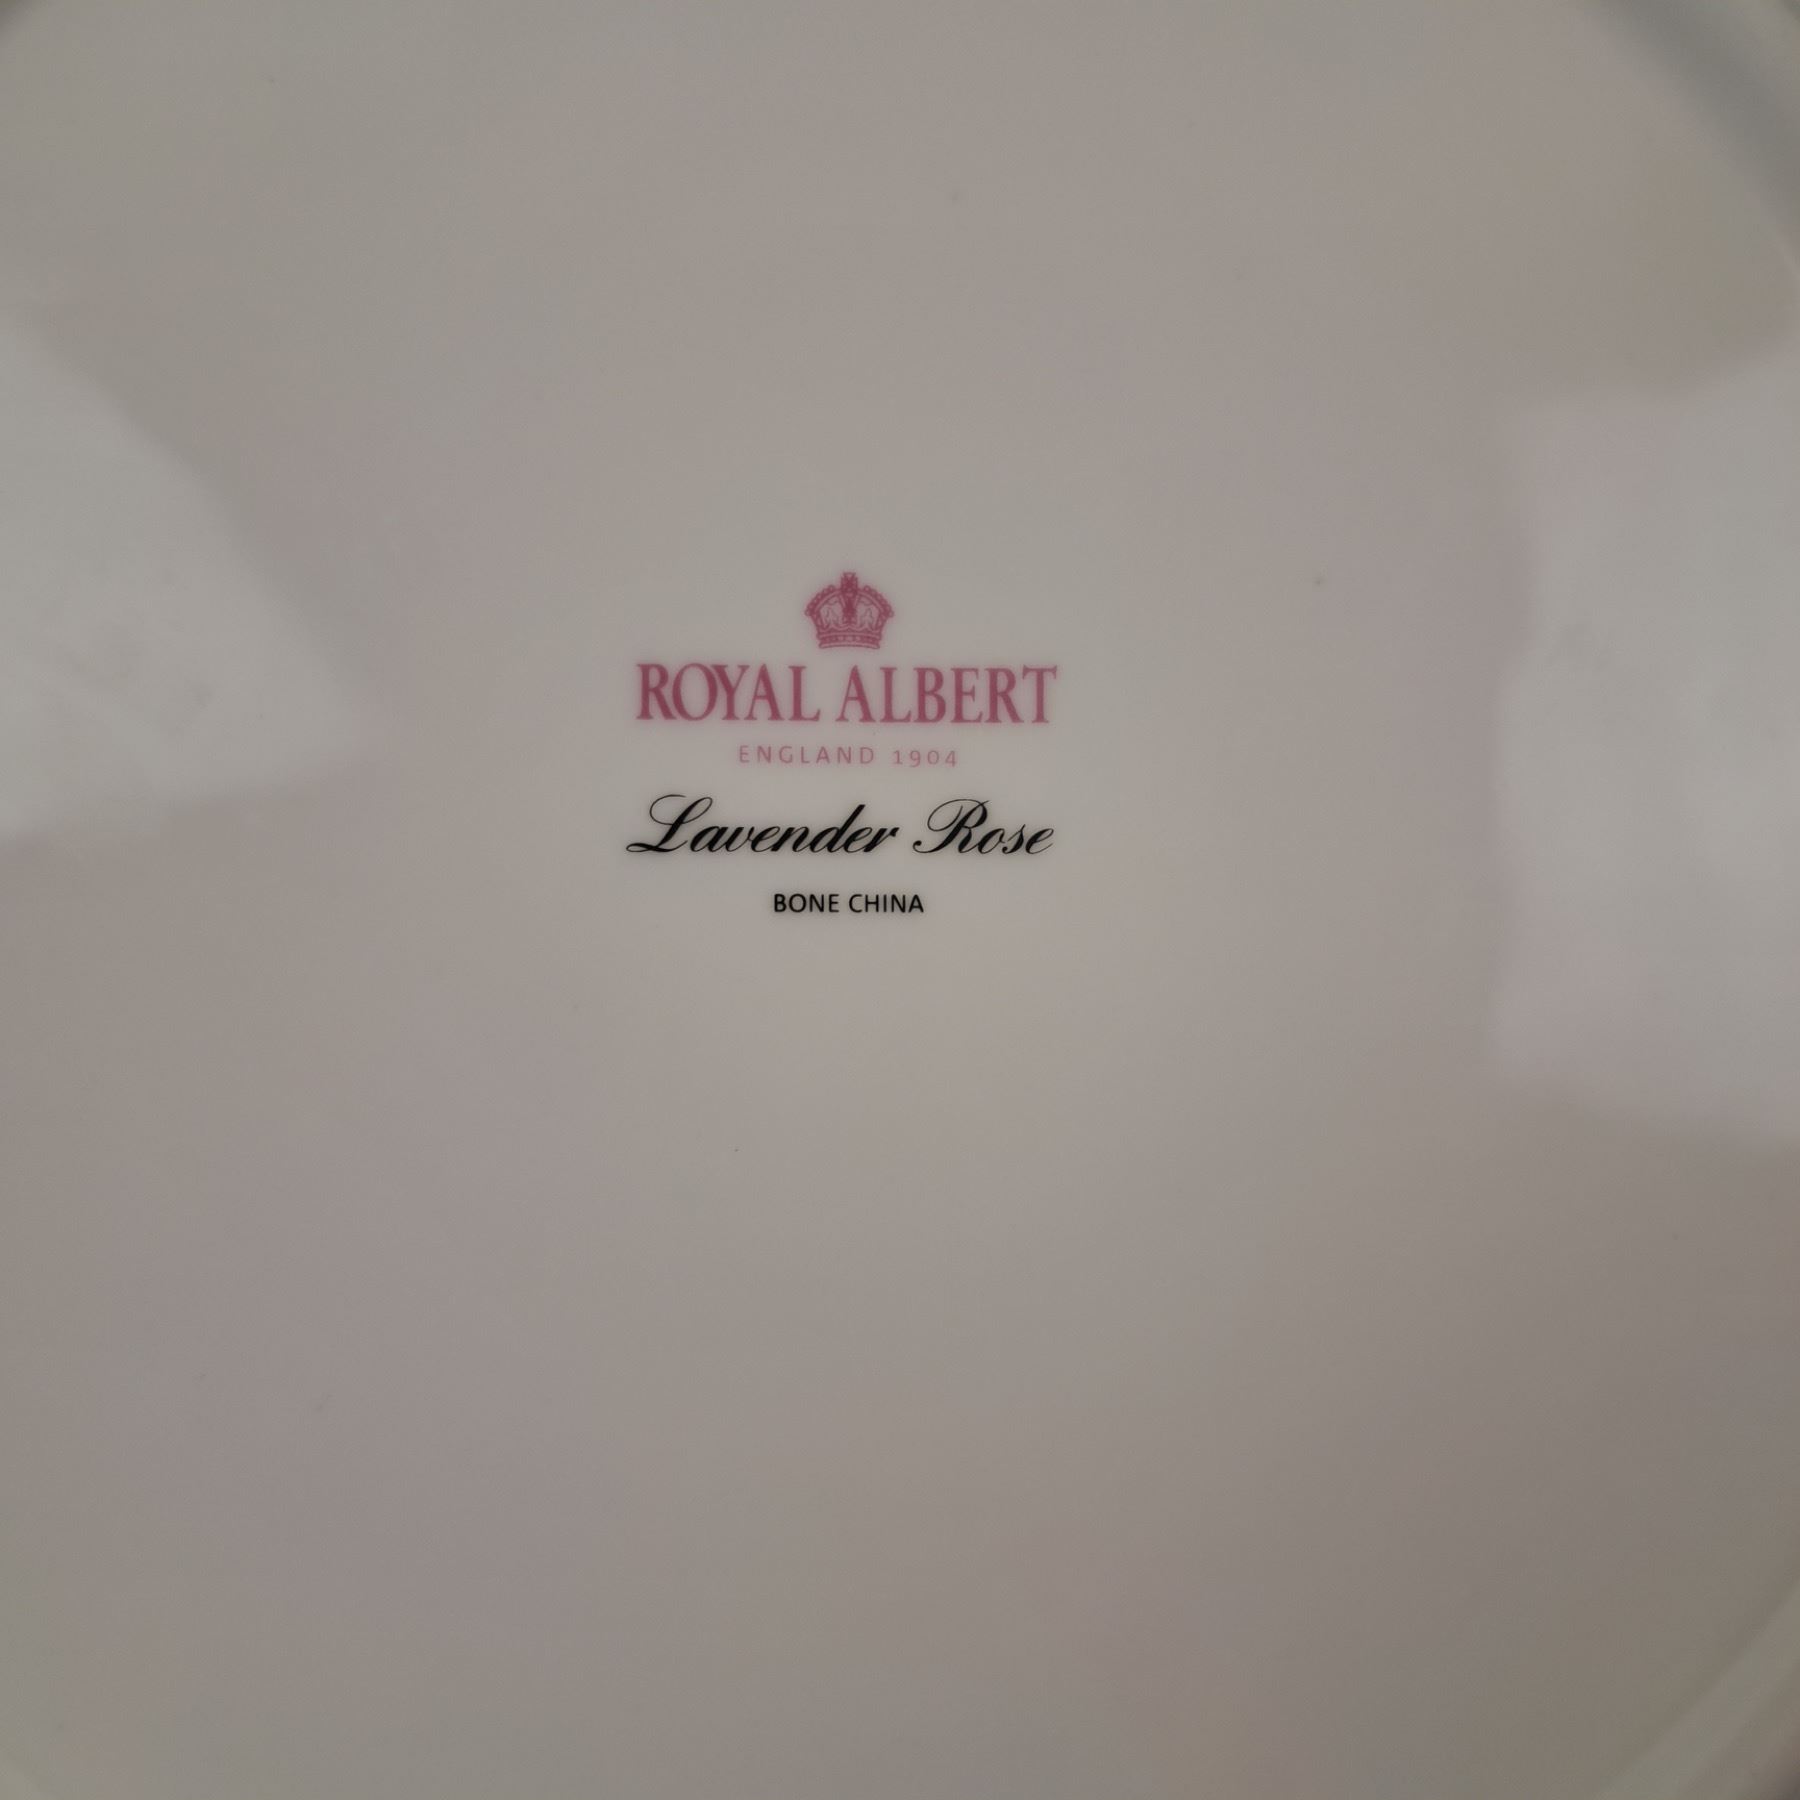 ROYAL ALBERT
ENGLAND 1904
Lavender Rose
BONE CHINA